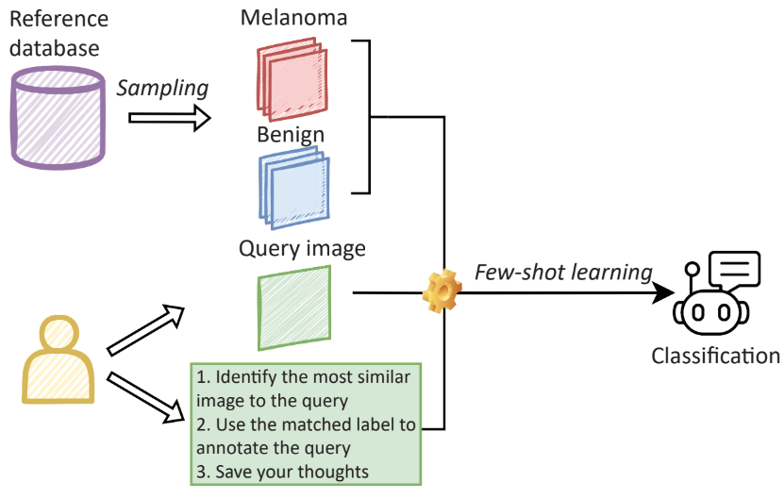 Reference
database
Sampling
Melanoma
Benign
Query image
1. Identify the most similar
image to the query
2. Use the matched label to
annotate the query
3. Save your thoughts
Few-shot learning
Classification